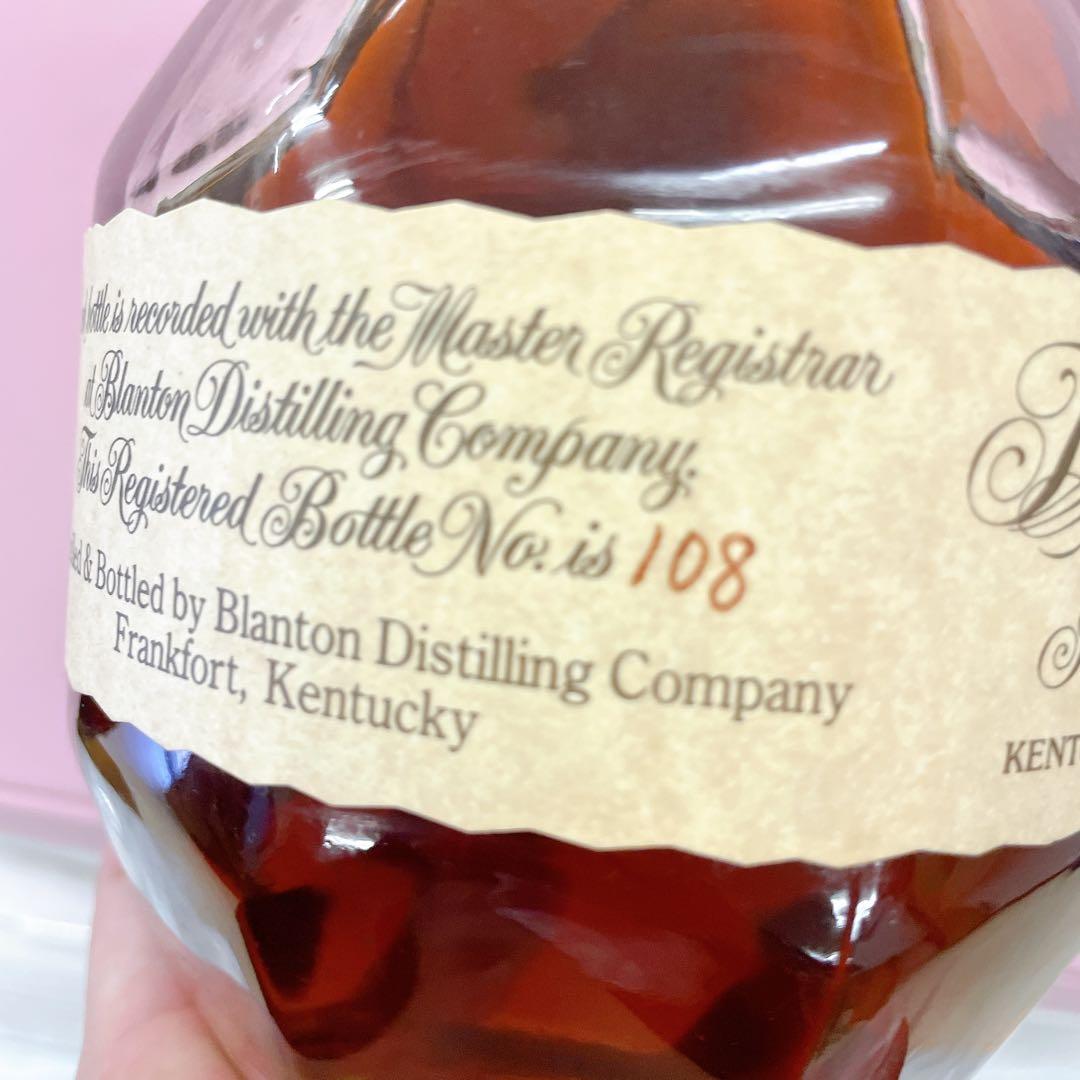 bottle is recorded with the Master Registrar
at Blanton Distilling Company.
This Registered Bottle No. is 108
& Bottled by Blanton Distilling Company
Frankfort, Kentucky
KENT